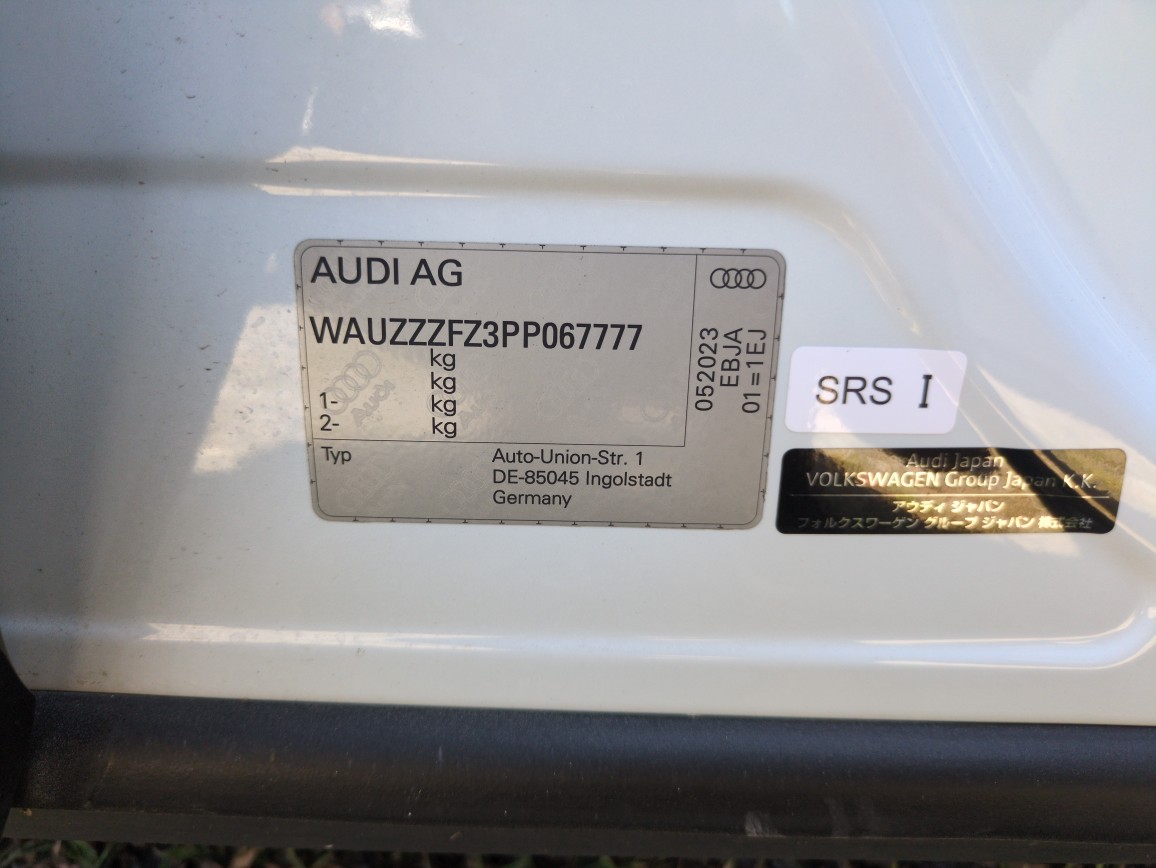 AUDI AG
WAUZZZFZ3PP067777
kg
kg
1- kg
2- kg
Typ
Auto-Union-Str. 1
DE-85045 Ingolstadt
Germany
052023
EBJA
01=1EJ
SRS I
Audi Japan
VOLKSWAGEN Group Japan K.K.
アウディ ジャパン
フォルクスワーゲン グループ ジャパン 株式会社
Audi